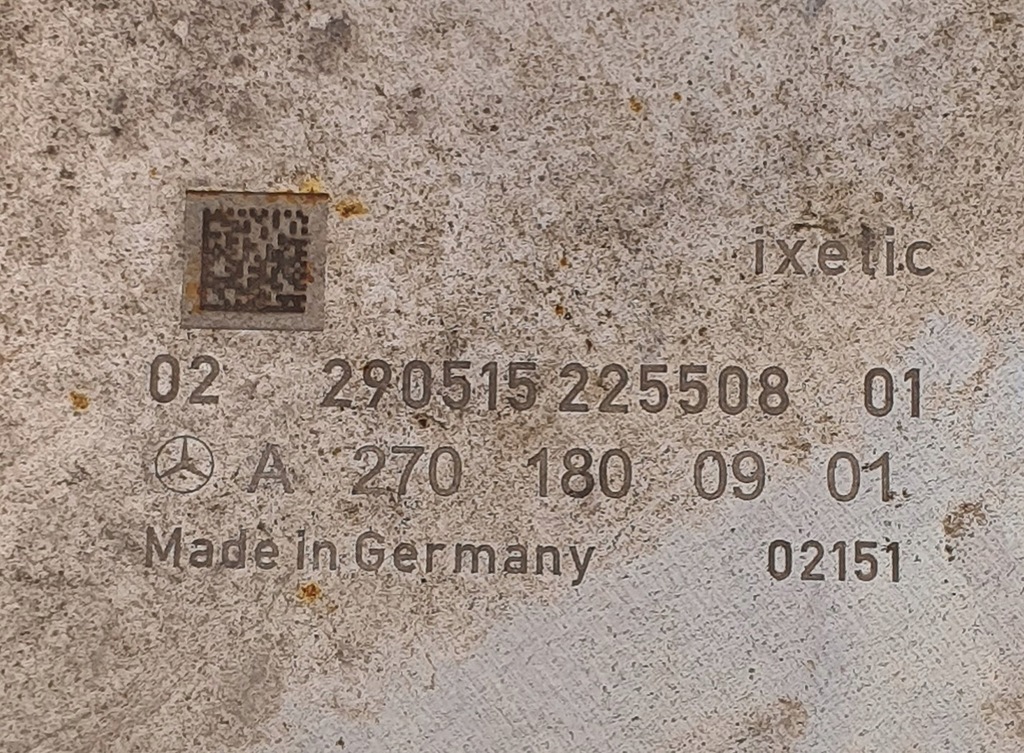 ixetic
02 290515 225508 01
A 270 180 09 01
Made in Germany 02151